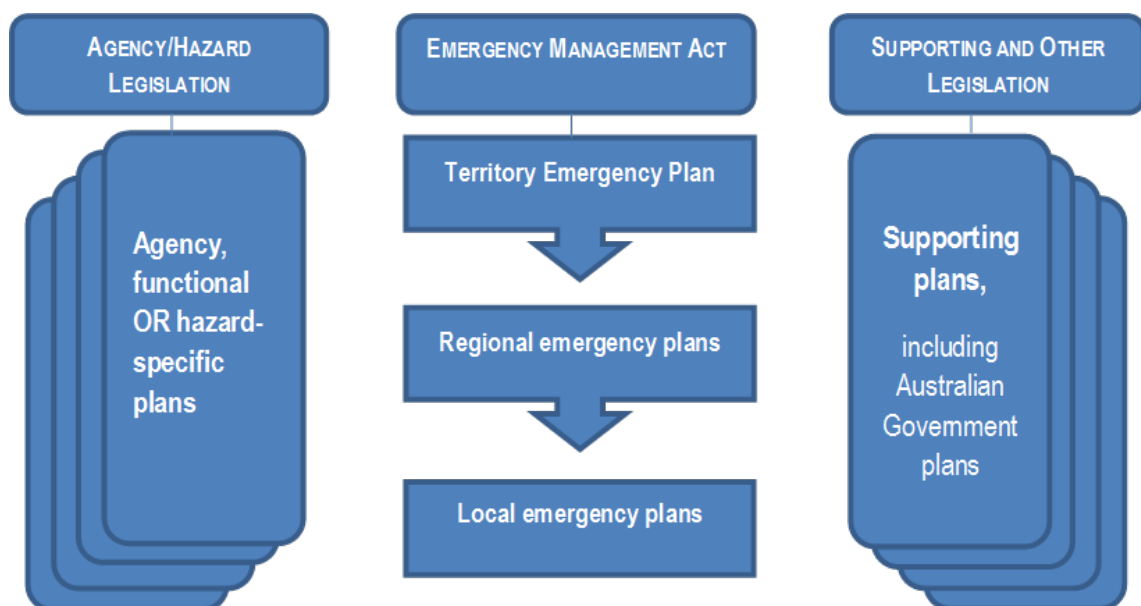 AGENCY/HAZARD
LEGISLATION
EMERGENCY MANAGEMENT ACT
SUPPORTING AND OTHER
LEGISLATION
Agency,
functional
OR hazard-
specific
plans
Territory Emergency Plan
Regional emergency plans
Local emergency plans
Supporting
plans,
including
Australian
Government
plans